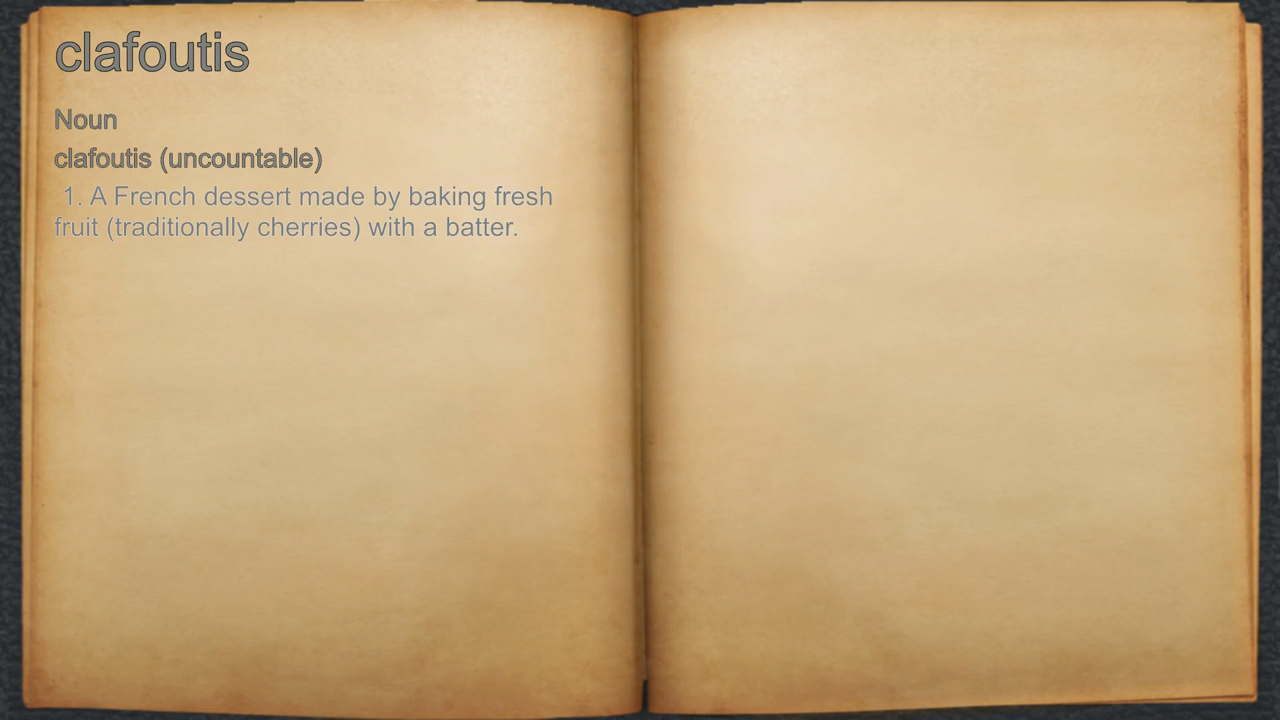 clafoutis
Noun
clafoutis (uncountable)
1. A French dessert made by baking fresh
fruit (traditionally cherries) with a batter.